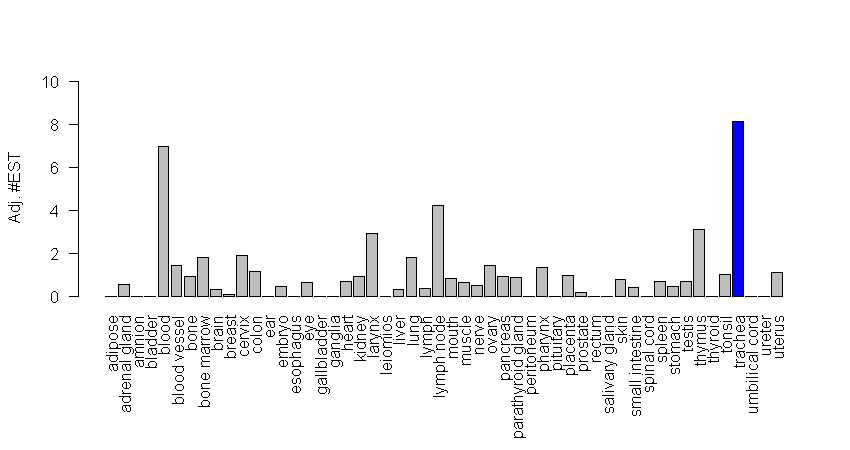 10
8
6
4
2
0
Adj. #EST
adipose
adrenal gland
amnion
bladder
blood
blood vessel
bone
bone marrow
brain
breast
cervix
colon
ear
embryo
esophagus
eye
gallbladder
ganglia
heart
kidney
larynx
leiomios
liver
lung
lymph
lymph node
mouth
muscle
nerve
ovary
pancreas
parathyroid gland
peritoneum
pharynx
pituitary
placenta
prostate
rectum
salivary gland
skin
small intestine
spinal cord
spleen
stomach
testis
thymus
thyroid
tonsil
trachea
umbilical cord
ureter
uterus